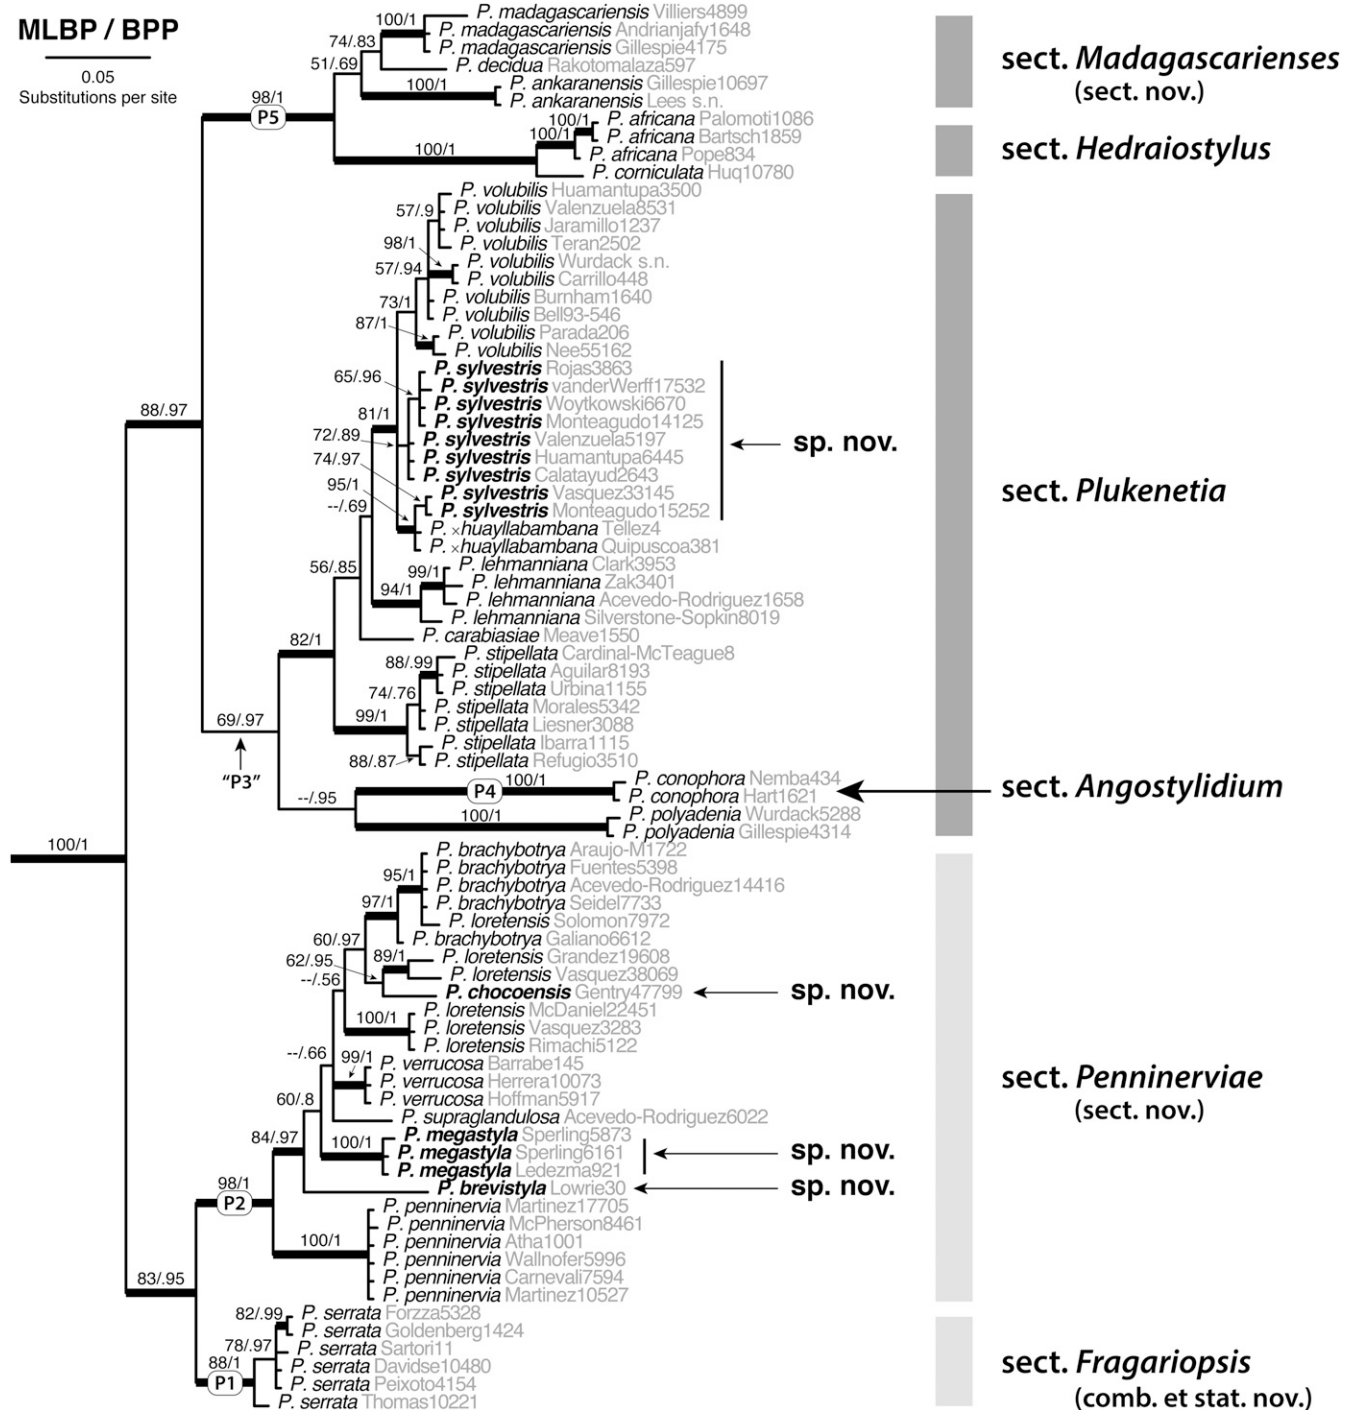 MLBP / BPP
0.05
Substitutions per site
P. madagascariensis Villiers4899
100/1
P. madagascariensis Andrianjafy1648
74/.83
P. madagascariensis Gillespie4175
51/.69
P. decidua Rakotomalaza597
100/1
P. ankaranensis Gillespie10697
P. ankaranensis Lees s.n.
sect. Madagascarienses
(sect. nov.)
98/1
P5
100/1
P. africana Palomoti1086
100/1
P. africana Bartsch1859
P. africana Pope834
100/1
P. corniculata Huq10780
sect. Hedraiostylus
P. volubilis Huamantupa3500
57/.9
P. volubilis Valenzuela8531
P. volubilis Jaramillo1237
P. volubilis Teran2502
98/1
P. volubilis Wurdack s.n.
57/.94
P. volubilis Carrillo448
P. volubilis Burnham1640
73/1
P. volubilis Bell93-546
87/1
P. volubilis Parada206
P. volubilis Nee55162
P. sylvestris Rojas3863
65/.96
P. sylvestris vanderWerff17532
P. sylvestris Woytkowski6670
88/.97
81/1
P. sylvestris Monteagudo14125
72/.89
P. sylvestris Valenzuela5197
sp. nov.
74/.97
P. sylvestris Huamantupa6445
P. sylvestris Calatayud2643
95/1
P. sylvestris Vasquez33145
--/.69
P. sylvestris Monteagudo15252
sect. Plukenetia
P. ×huayllabambana Tellez4
P. ×huayllabambana Quipuscoa381
56/.85
99/1
P. lehmanniana Clark3953
P. lehmanniana Zak3401
94/1
P. lehmanniana Acevedo-Rodriguez1658
P. lehmanniana Silverstone-Sopkin8019
82/1
P. carabiasiae Meave1550
P. stipellata Cardinal-McTeague8
88/.99
P. stipellata Aguilar8193
74/.76
P. stipellata Urbina1155
P. stipellata Morales5342
99/1
P. stipellata Liesner3088
69/.97
P. stipellata Ibarra1115
88/.87
P. stipellata Refugio3510
“P3”
100/1
P. conophora Nemba434
P4
P. conophora Hart1621
sect. Angostylidium
--/.95
100/1
P. polyadenia Wurdack5288
P. polyadenia Gillespie4314
100/1
P. brachybotrya Araujo-M1722
95/1
P. brachybotrya Fuentes5398
P. brachybotrya Acevedo-Rodriguez14416
97/1
P. brachybotrya Seidel7733
P. loretensis Solomon7972
60/.97
P. brachybotrya Galiano6612
89/1
P. loretensis Grandez19608
62/.95
P. loretensis Vasquez38069
--/.56
P. chocoensis Gentry47799
sp. nov.
P. loretensis McDaniel22451
100/1
P. loretensis Vasquez3283
P. loretensis Rimachi5122
--/.66
99/1
P. verrucosa Barrabe145
P. verrucosa Herrera10073
sect. Penninerviae
(sect. nov.)
60/.8
P. verrucosa Hoffman5917
P. supraglandulosa Acevedo-Rodriguez6022
84/.97
100/1
P. megastyla Sperling5873
P. megastyla Sperling6161
sp. nov.
P. megastyla Ledezma921
98/1
P2
P. brevistyla Lowrie30
sp. nov.
P. penninervia Martinez17705
P. penninervia McPherson8461
100/1
P. penninervia Atha1001
P. penninervia Wallnofer5996
83/.95
P. penninervia Carnevali7594
P. penninervia Martinez10527
82/.99
P. serrata Forzza5328
P. serrata Goldenberg1424
78/.97
P. serrata Sartori11
88/1
P. serrata Davidse10480
P1
P. serrata Peixoto4154
P. serrata Thomas10221
sect. Fragariopsis
(comb. et stat. nov.)